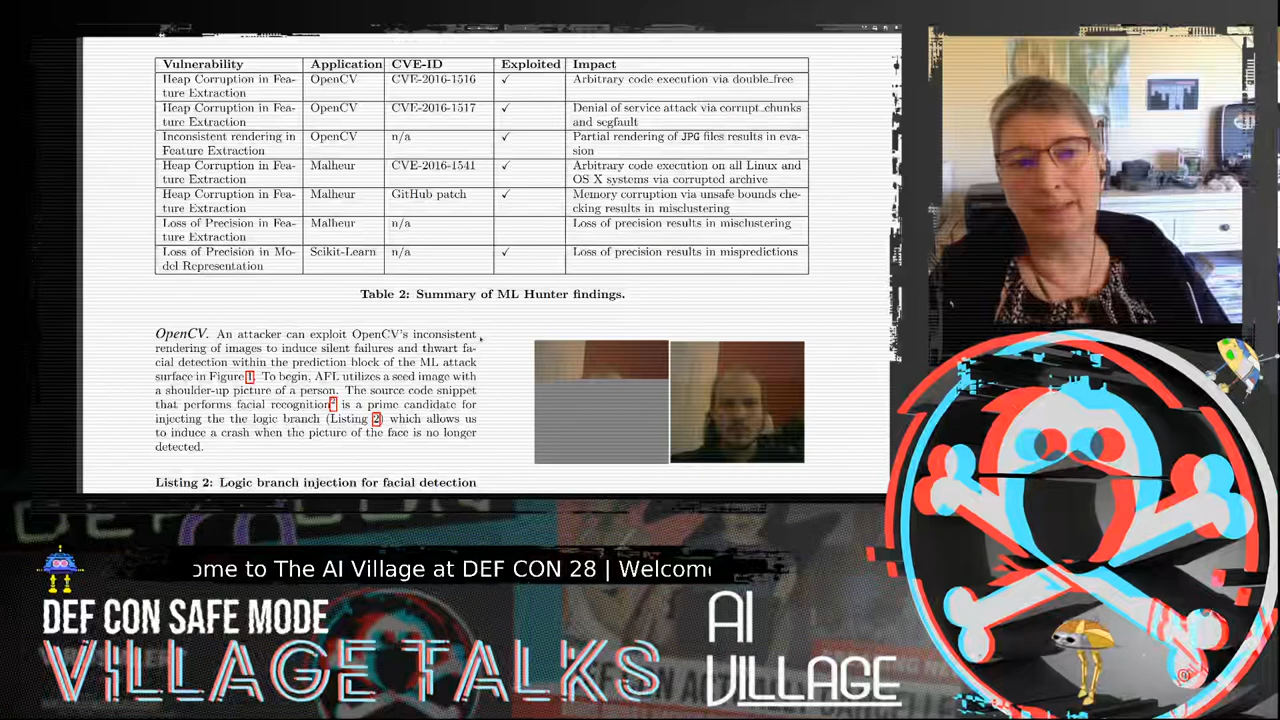 Vulnerability Application CVE-ID Exploited Impact
Heap Corruption in Fea- OpenCV CVE-2016-1516 ✓ Arbitrary code execution via double_free
ture Extraction
Heap Corruption in Fea- OpenCV CVE-2016-1517 ✓ Denial of service attack via corrupt_chunks
ture Extraction and segfault
Inconsistent rendering in OpenCV n/a ✓ Partial rendering of JPG files results in eva-
Feature Extraction sion
Heap Corruption in Fea- Malheur CVE-2016-1541 ✓ Arbitrary code execution on all Linux and
ture Extraction OS X systems via corrupted archive
Heap Corruption in Fea- Malheur GitHub patch ✓ Memory corruption via unsafe bounds che-
ture Extraction cking results in misclustering
Loss of Precision in Fea- Malheur n/a Loss of precision results in misclustering
ture Extraction
Loss of Precision in Mo- Scikit-Learn n/a ✓ Loss of precision results in mispredictions
del Representation
Table 2: Summary of ML Hunter findings.
OpenCV. An attacker can exploit OpenCV's inconsistent
rendering of images to induce silent failures and thwart fa-
cial detection within the prediction block of the ML attack
surface in Figure 1. To begin, AFL utilizes a seed image with
a shoulder-up picture of a person. The source code snippet
that performs facial recognition2 is a prime candidate for
injecting the the logic branch (Listing 2) which allows us
to induce a crash when the picture of the face is no longer
detected.
Listing 2: Logic branch injection for facial detection
ome to The AI Village at DEF CON 28 | Welcom
DEF CON SAFE MODE
VILLAGE TALKS
AI
VILLAGE